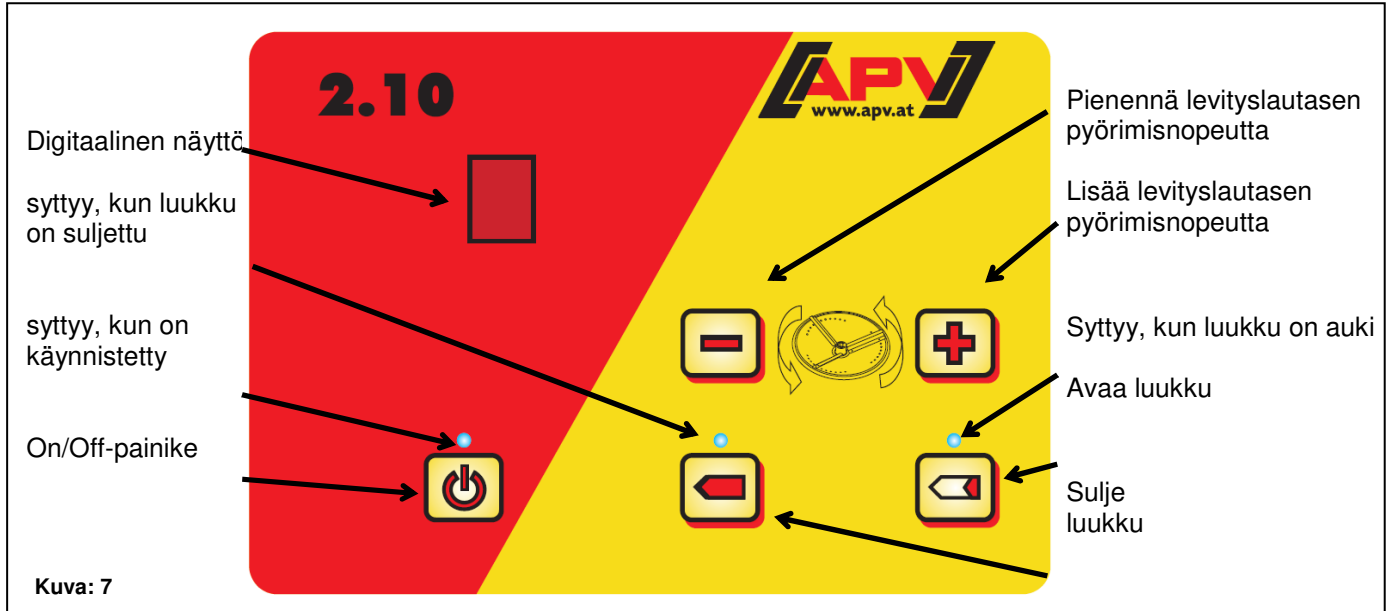 2.10
APV
www.apv.at
Digitaalinen näyttö
syttyy, kun luukku
on suljettu
syttyy, kun on
käynnistetty
On/Off-painike
Pienennä levityslautasen
pyörimisnopeutta
Lisää levityslautasen
pyörimisnopeutta
Syttyy, kun luukku on auki
Avaa luukku
Sulje
luukku
Kuva: 7